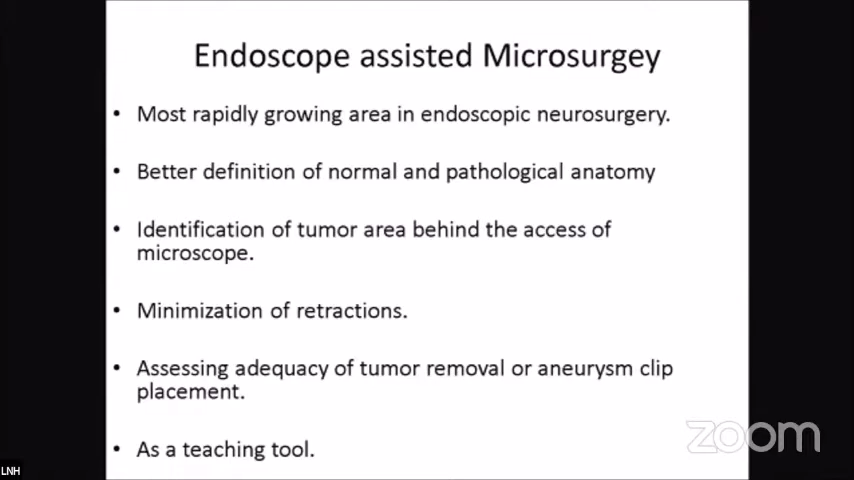 Endoscope assisted Microsurgey
• Most rapidly growing area in endoscopic neurosurgery.
• Better definition of normal and pathological anatomy
• Identification of tumor area behind the access of
microscope.
• Minimization of retractions.
• Assessing adequacy of tumor removal or aneurysm clip
placement.
• As a teaching tool.
zoom
LNH